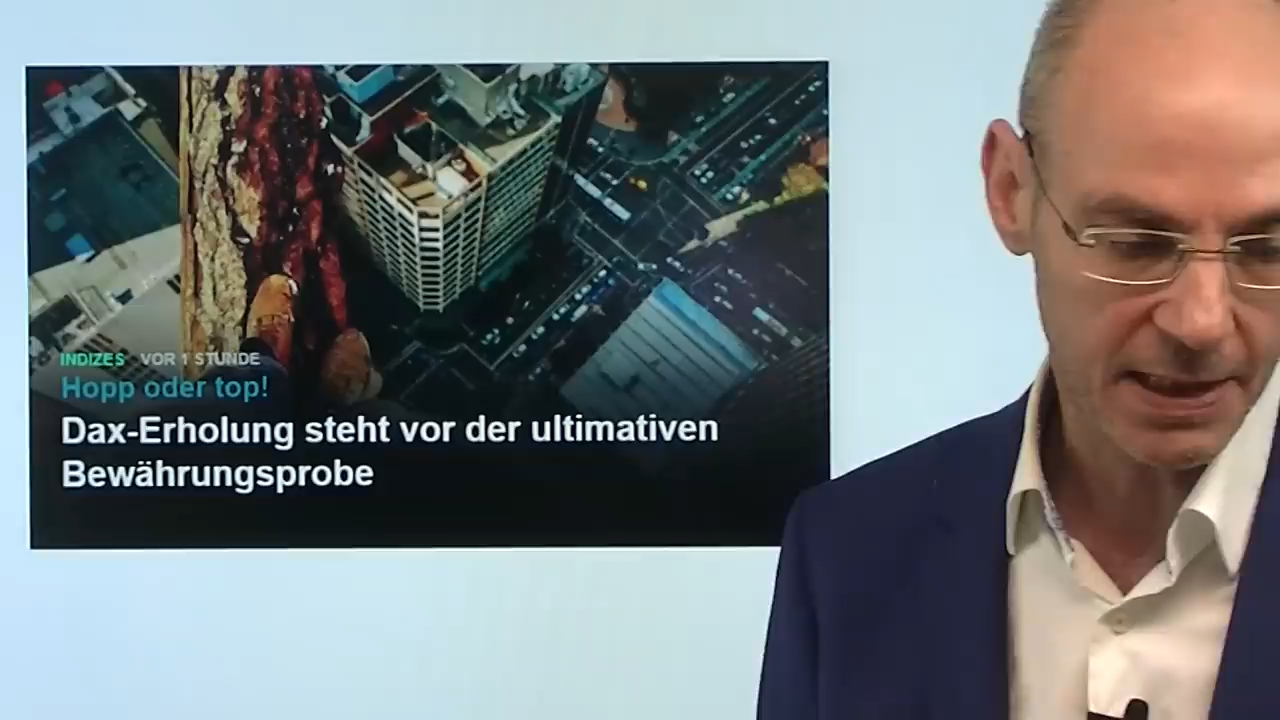 INDIZES VOR 1 STUNDE
Hopp oder top!
Dax-Erholung steht vor der ultimativen
Bewährungsprobe